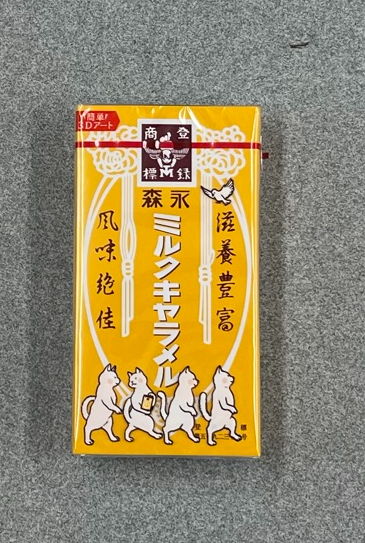 簡単!
3Dアート
商登
標録
森永
ミルクキャラメル
滋養豊富
風味絶佳